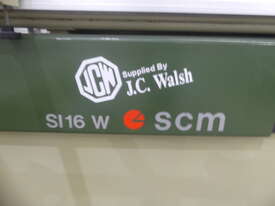 JCW
Supplied By
J.C. Walsh
SI16 W scm